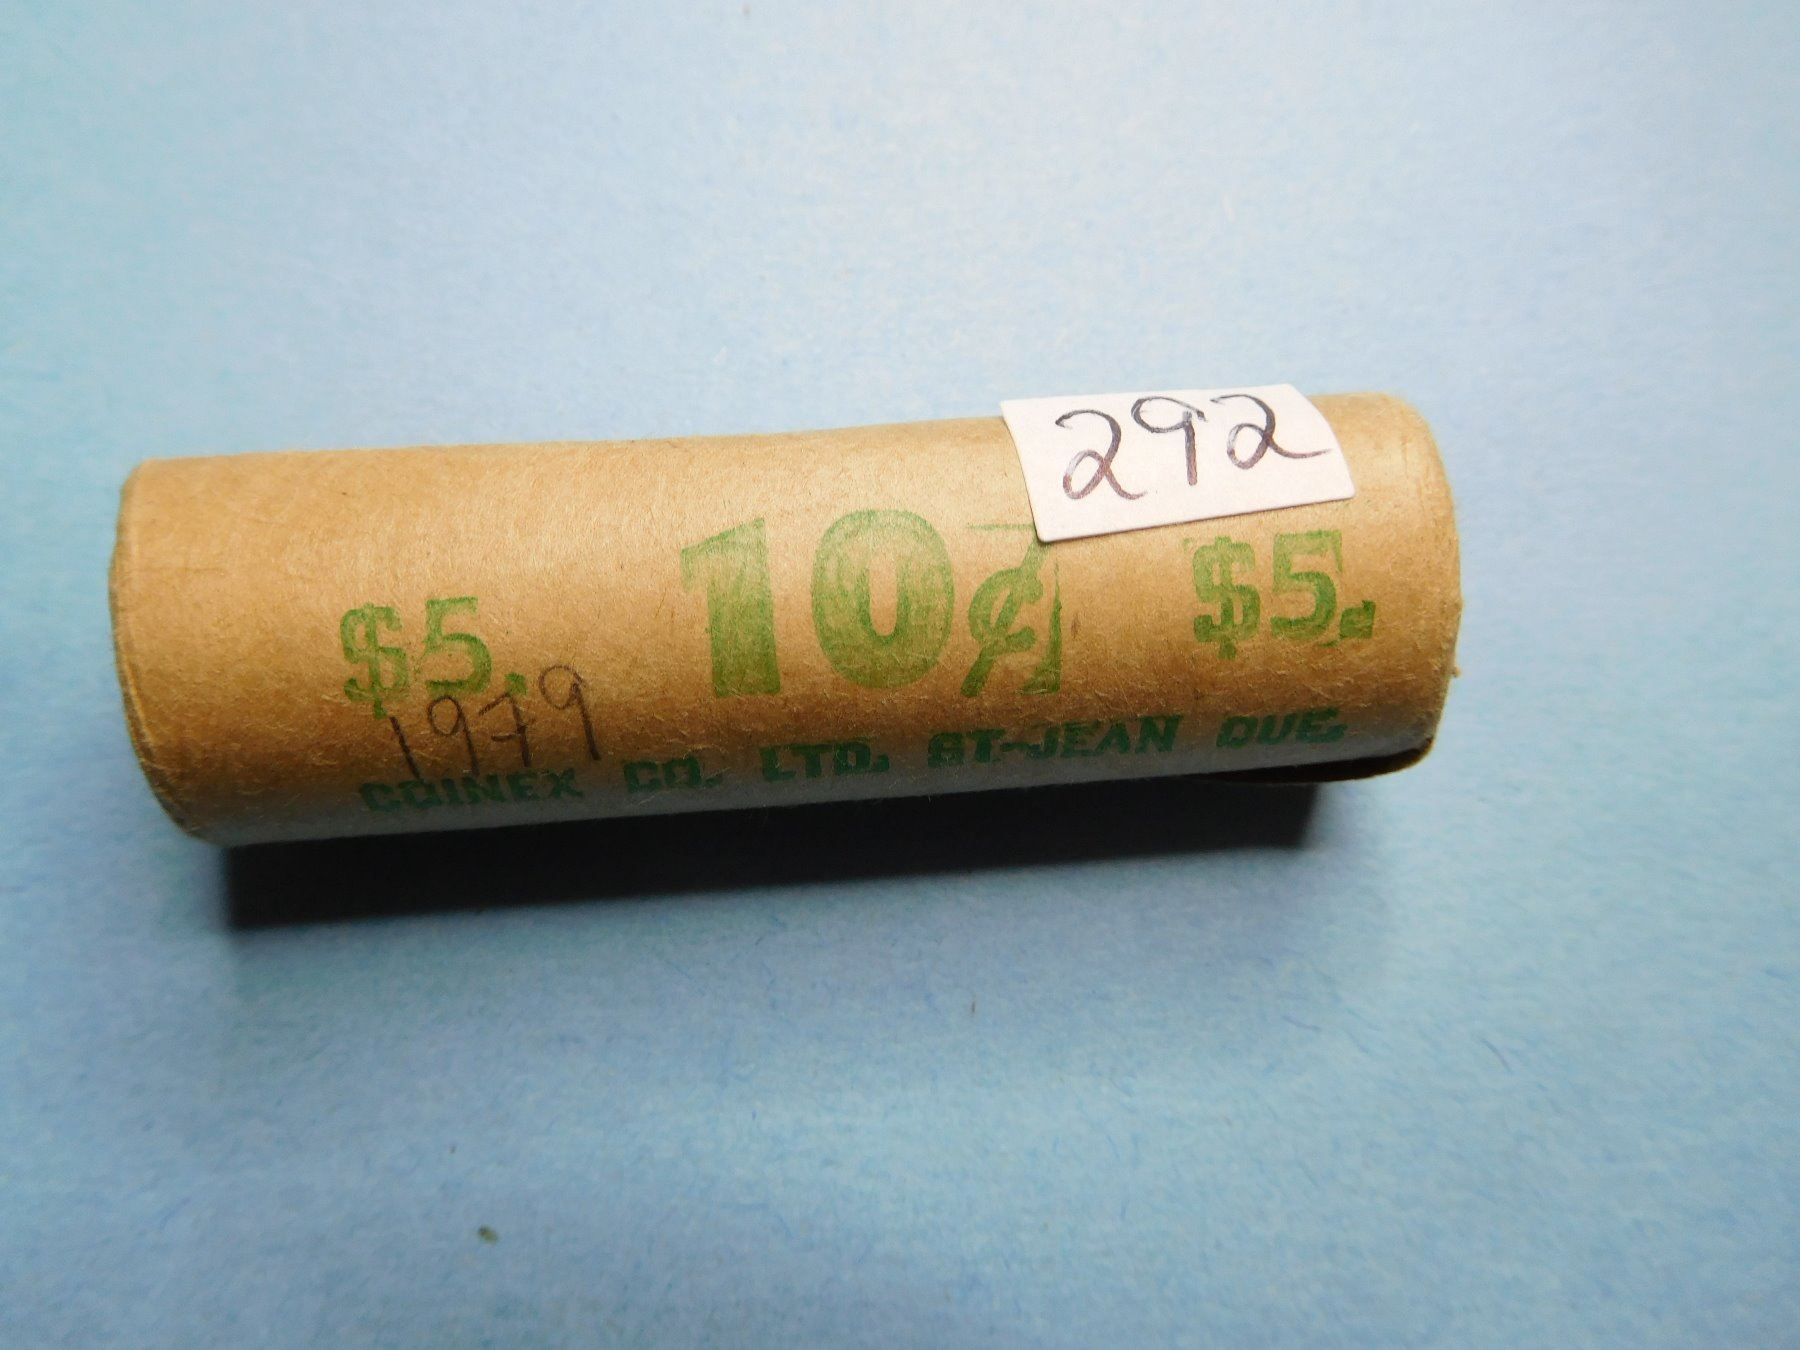 292
$5. 10¢ $5.
1979
COINEX CO. LTD. ST-JEAN QUE.